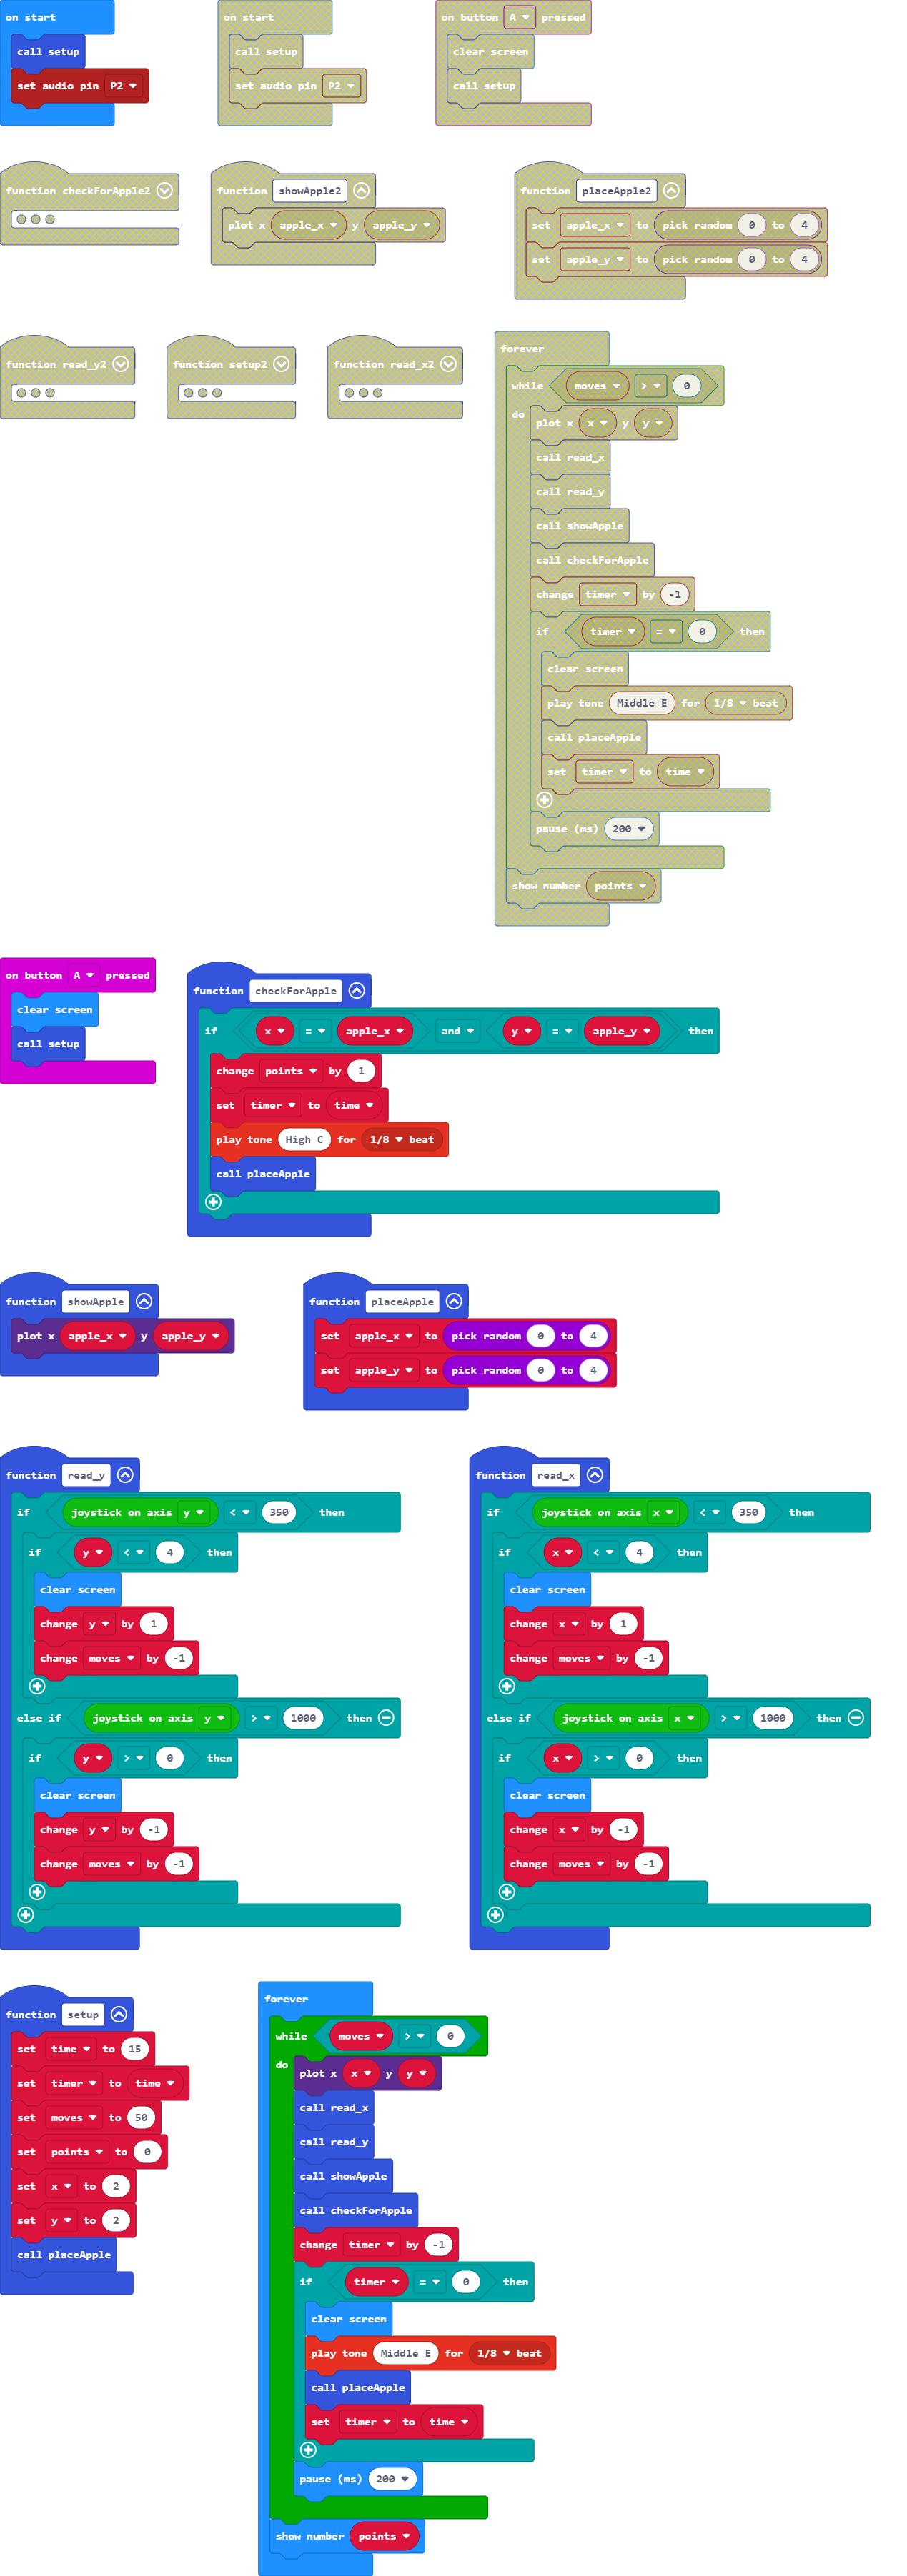 on start
call setup
set audio pin P2
on start
call setup
set audio pin P2
on button A pressed
clear screen
call setup
function checkForApple2
function showApple2
plot x apple_x y apple_y
function placeApple2
set apple_x to pick random 0 to 4
set apple_y to pick random 0 to 4
function read_y2
function setup2
function read_x2
forever
while moves > 0
do
plot x x y y
call read_x
call read_y
call showApple
call checkForApple
change timer by -1
if timer = 0 then
clear screen
play tone Middle E for 1/8 beat
call placeApple
set timer to time
pause (ms) 200
show number points
on button A pressed
clear screen
call setup
function checkForApple
if x = apple_x and y = apple_y then
change points by 1
set timer to time
play tone High C for 1/8 beat
call placeApple
function showApple
plot x apple_x y apple_y
function placeApple
set apple_x to pick random 0 to 4
set apple_y to pick random 0 to 4
function read_y
if joystick on axis y < 350 then
if y < 4 then
clear screen
change y by 1
change moves by -1
else if joystick on axis y > 1000 then
if y > 0 then
clear screen
change y by -1
change moves by -1
function read_x
if joystick on axis x < 350 then
if x < 4 then
clear screen
change x by 1
change moves by -1
else if joystick on axis x > 1000 then
if x > 0 then
clear screen
change x by -1
change moves by -1
function setup
set time to 15
set timer to time
set moves to 50
set points to 0
set x to 2
set y to 2
call placeApple
forever
while moves > 0
do
plot x x y y
call read_x
call read_y
call showApple
call checkForApple
change timer by -1
if timer = 0 then
clear screen
play tone Middle E for 1/8 beat
call placeApple
set timer to time
pause (ms) 200
show number points